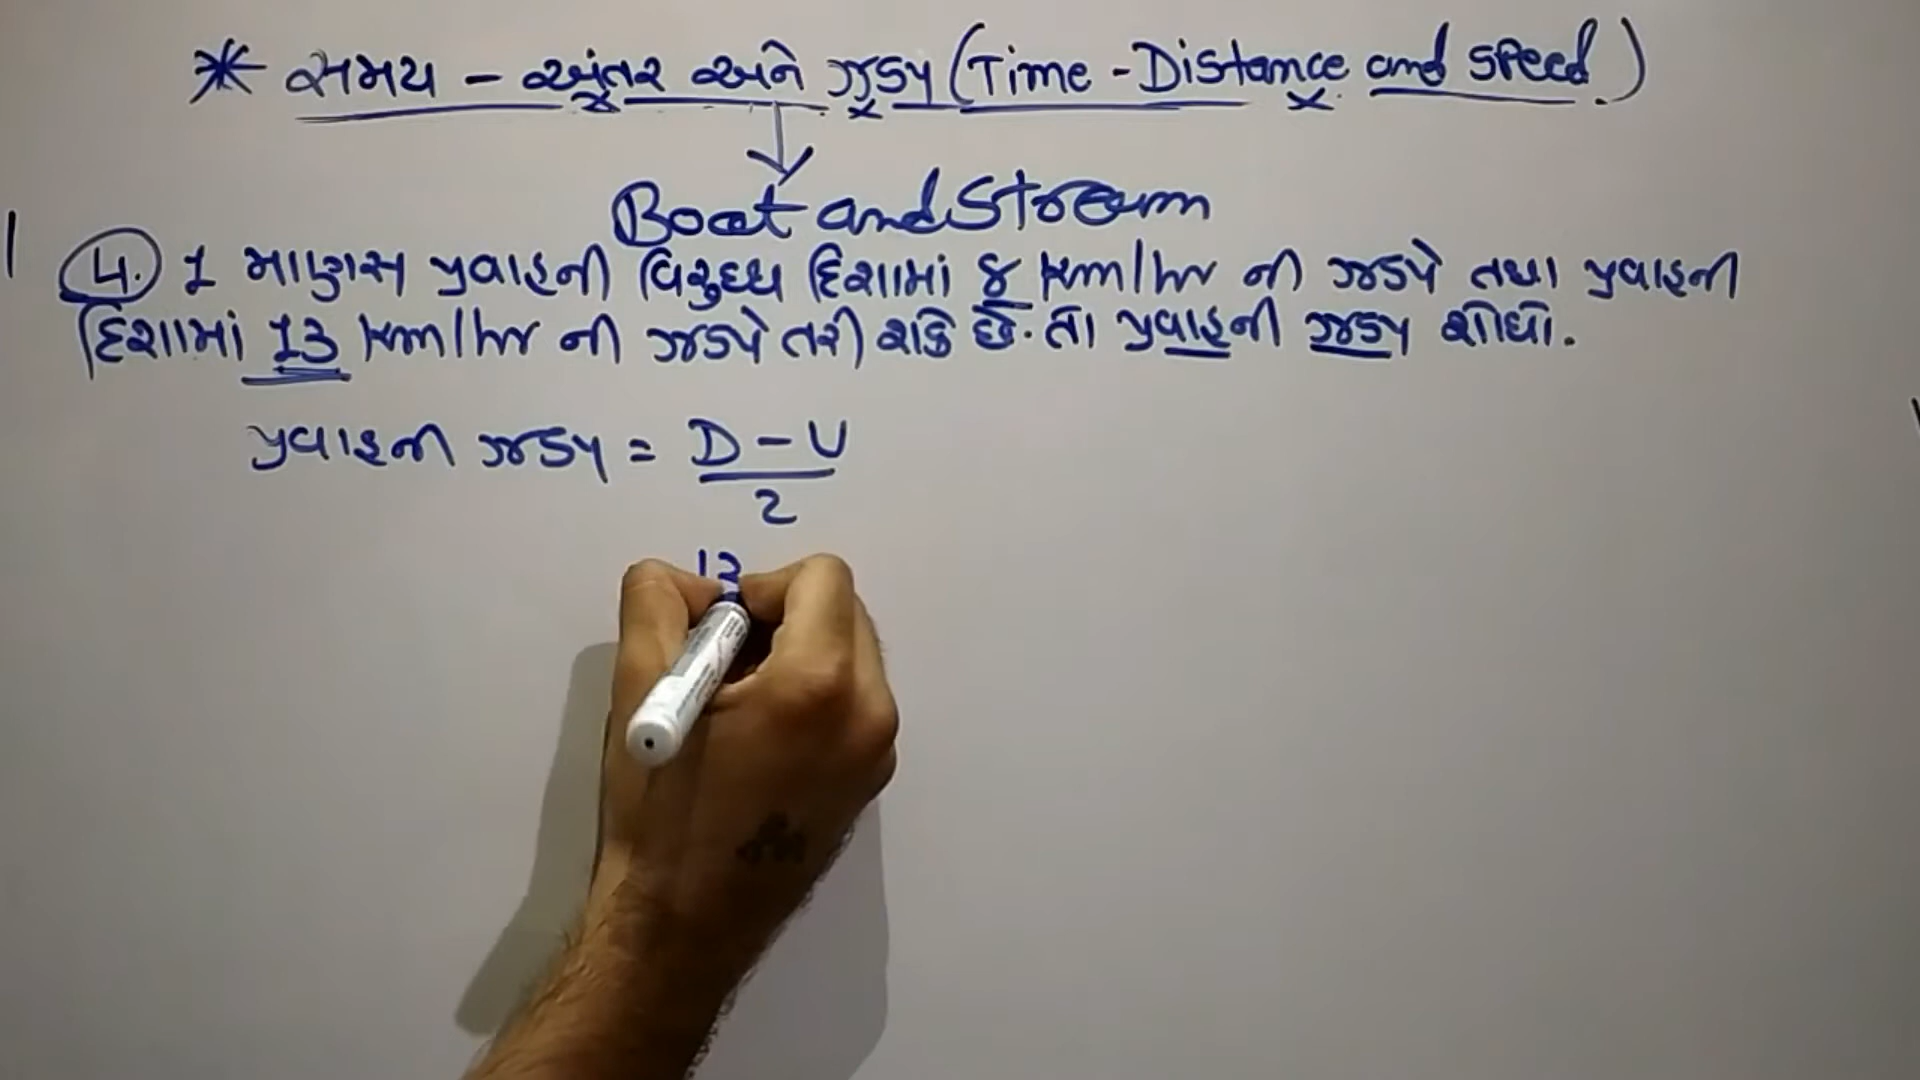 * સમય - અંતર અને ઝડપ (Time - Distance and speed.)
Boat and Stream
4. 1 માણસ પ્રવાહની વિરુધ્ધ દિશામાં 8 km/hr ની ઝડપે તથા પ્રવાહની
દિશામાં 13 km/hr ની ઝડપે તરી શકે છે. તો પ્રવાહની ઝડપ શોધો.
પ્રવાહની ઝડપ = D - U
2
13